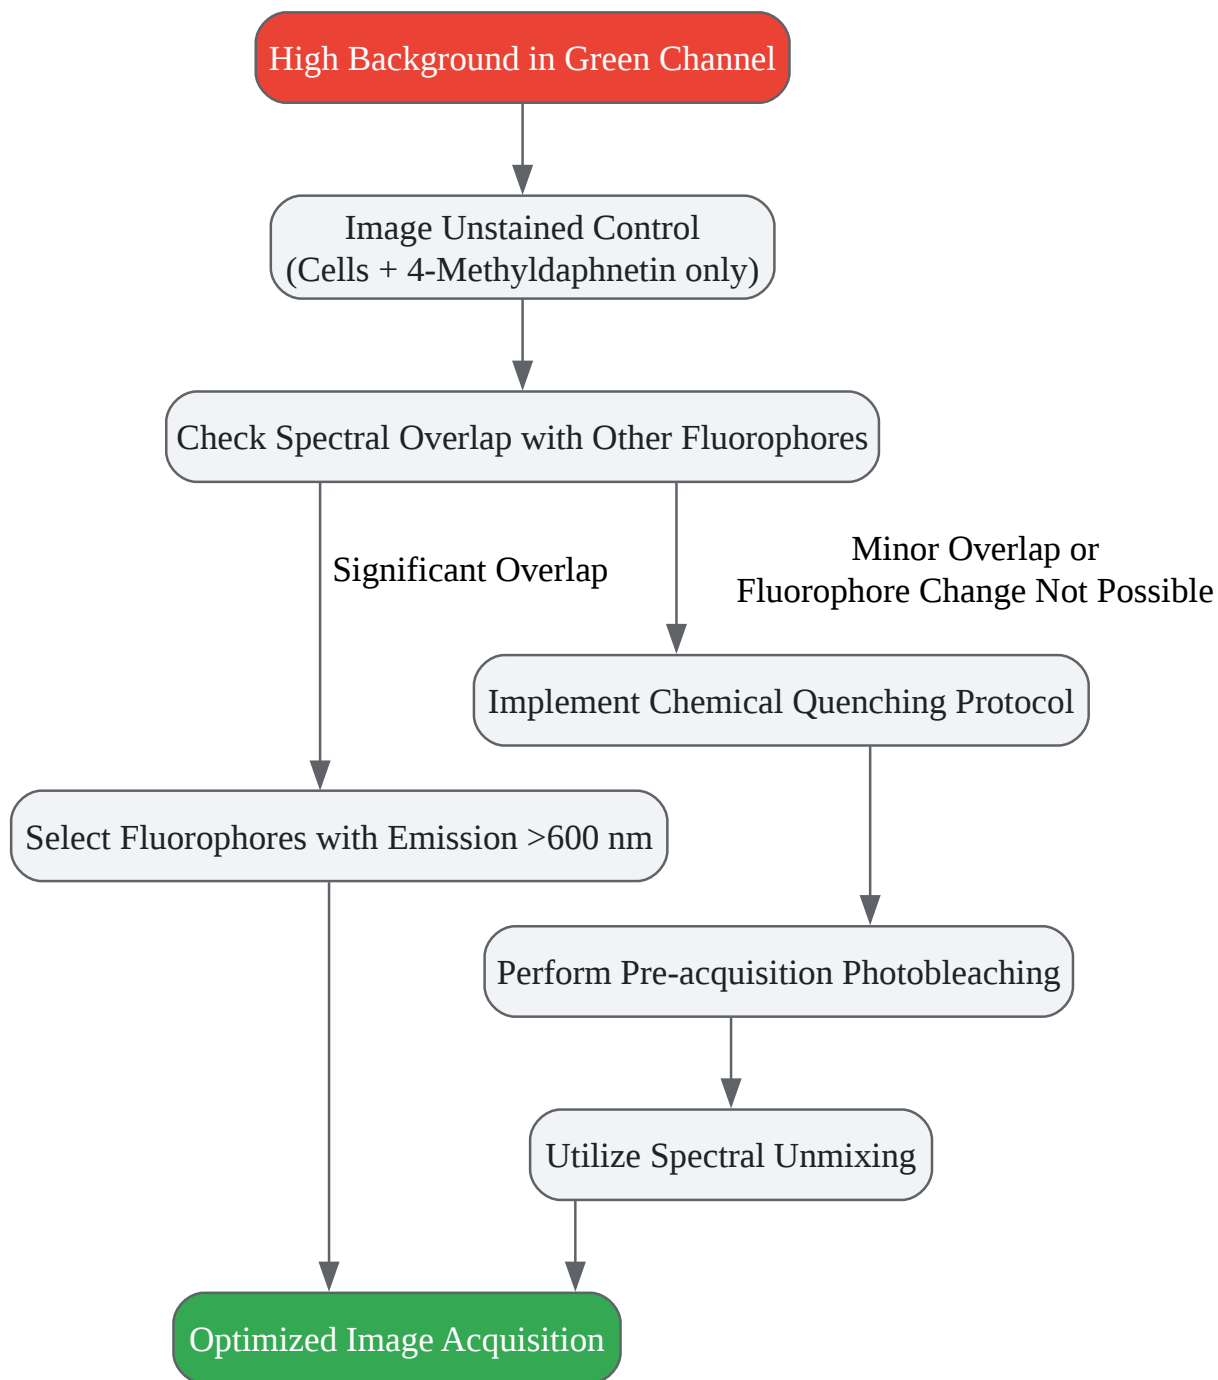 High Background in Green Channel
Image Unstained Control
(Cells + 4-Methyldaphnetin only)
Check Spectral Overlap with Other Fluorophores
Significant Overlap
Minor Overlap or
Fluorophore Change Not Possible
Implement Chemical Quenching Protocol
Select Fluorophores with Emission >600 nm
Perform Pre-acquisition Photobleaching
Utilize Spectral Unmixing
Optimized Image Acquisition